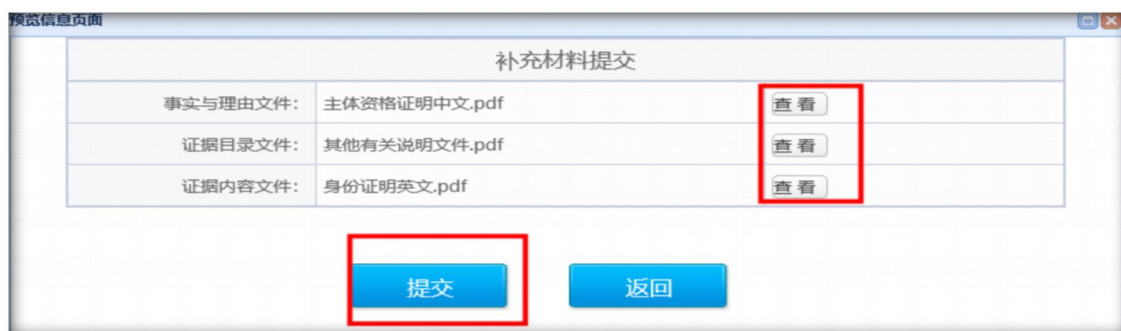 预览信息页面
补充材料提交
事实与理由文件： 主体资格证明中文.pdf 查看
证据目录文件： 其他有关说明文件.pdf 查看
证据内容文件： 身份证明英文.pdf 查看
提交 返回